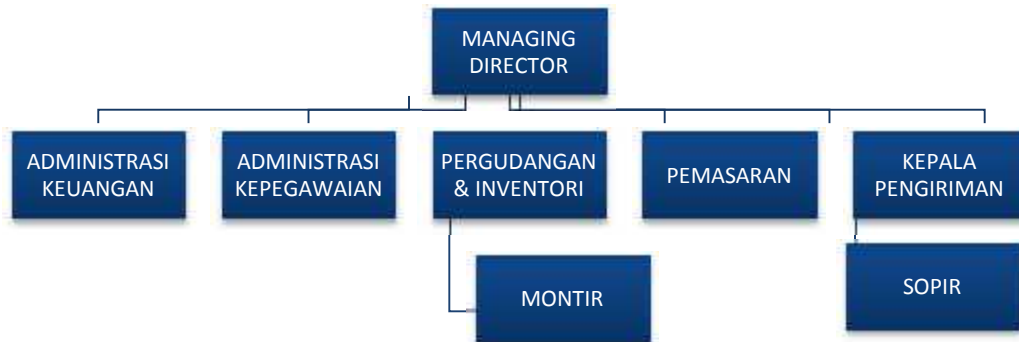 MANAGING
DIRECTOR
ADMINISTRASI
KEUANGAN
ADMINISTRASI
KEPEGAWAIAN
PERGUDANGAN
& INVENTORI
PEMASARAN
KEPALA
PENGIRIMAN
MONTIR
SOPIR